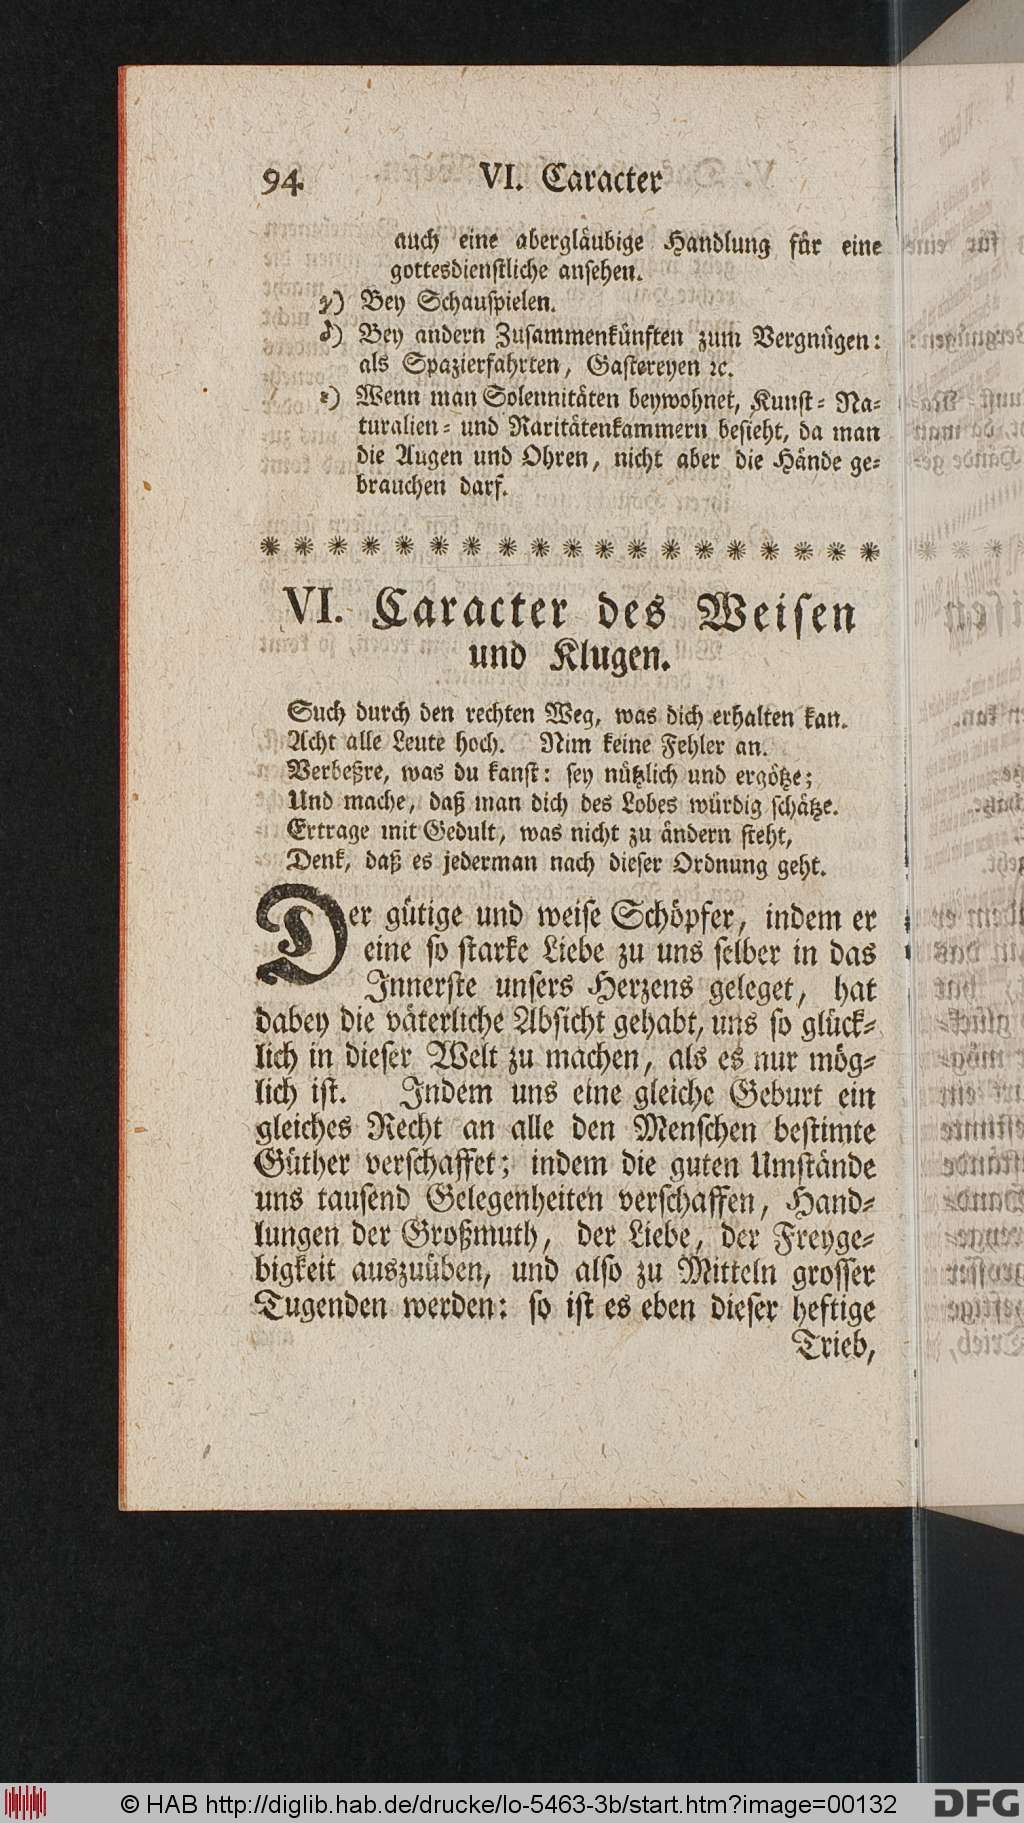 94 VI. Caracter
auch eine abergläubige Handlung für eine
gottesdienstliche ansehen.
γ) Bey Schauspielen.
δ) Bey andern Zusammenkünften zum Vergnügen:
als Spazierfahrten, Gastereyen ꝛc.
ε) Wenn man Solennitäten beywohnet, Kunst- Na-
turalien- und Raritätenkammern besieht, da man
die Augen und Ohren, nicht aber die Hände ge-
brauchen darf.
VI. Caracter des Weisen
und Klugen.
Such durch den rechten Weg, was dich erhalten kan.
Acht alle Leute hoch. Nim keine Fehler an.
Verbeßre, was du kanst: sey nützlich und ergötze;
Und mache, daß man dich des Lobes würdig schätze.
Ertrage mit Gedult, was nicht zu ändern steht,
Denk, daß es jederman nach dieser Ordnung geht.
Der gütige und weise Schöpfer, indem er
eine so starke Liebe zu uns selber in das
Innerste unsers Herzens geleget, hat
dabey die väterliche Absicht gehabt, uns so glück-
lich in dieser Welt zu machen, als es nur mög-
lich ist. Indem uns eine gleiche Geburt ein
gleiches Recht an alle den Menschen bestimte
Güther verschaffet; indem die guten Umstände
uns tausend Gelegenheiten verschaffen, Hand-
lungen der Großmuth, der Liebe, der Freyge-
bigkeit auszuüben, und also zu Mitteln grosser
Tugenden werden: so ist es eben dieser heftige
Trieb,
© HAB http://diglib.hab.de/drucke/lo-5463-3b/start.htm?image=00132
DFG